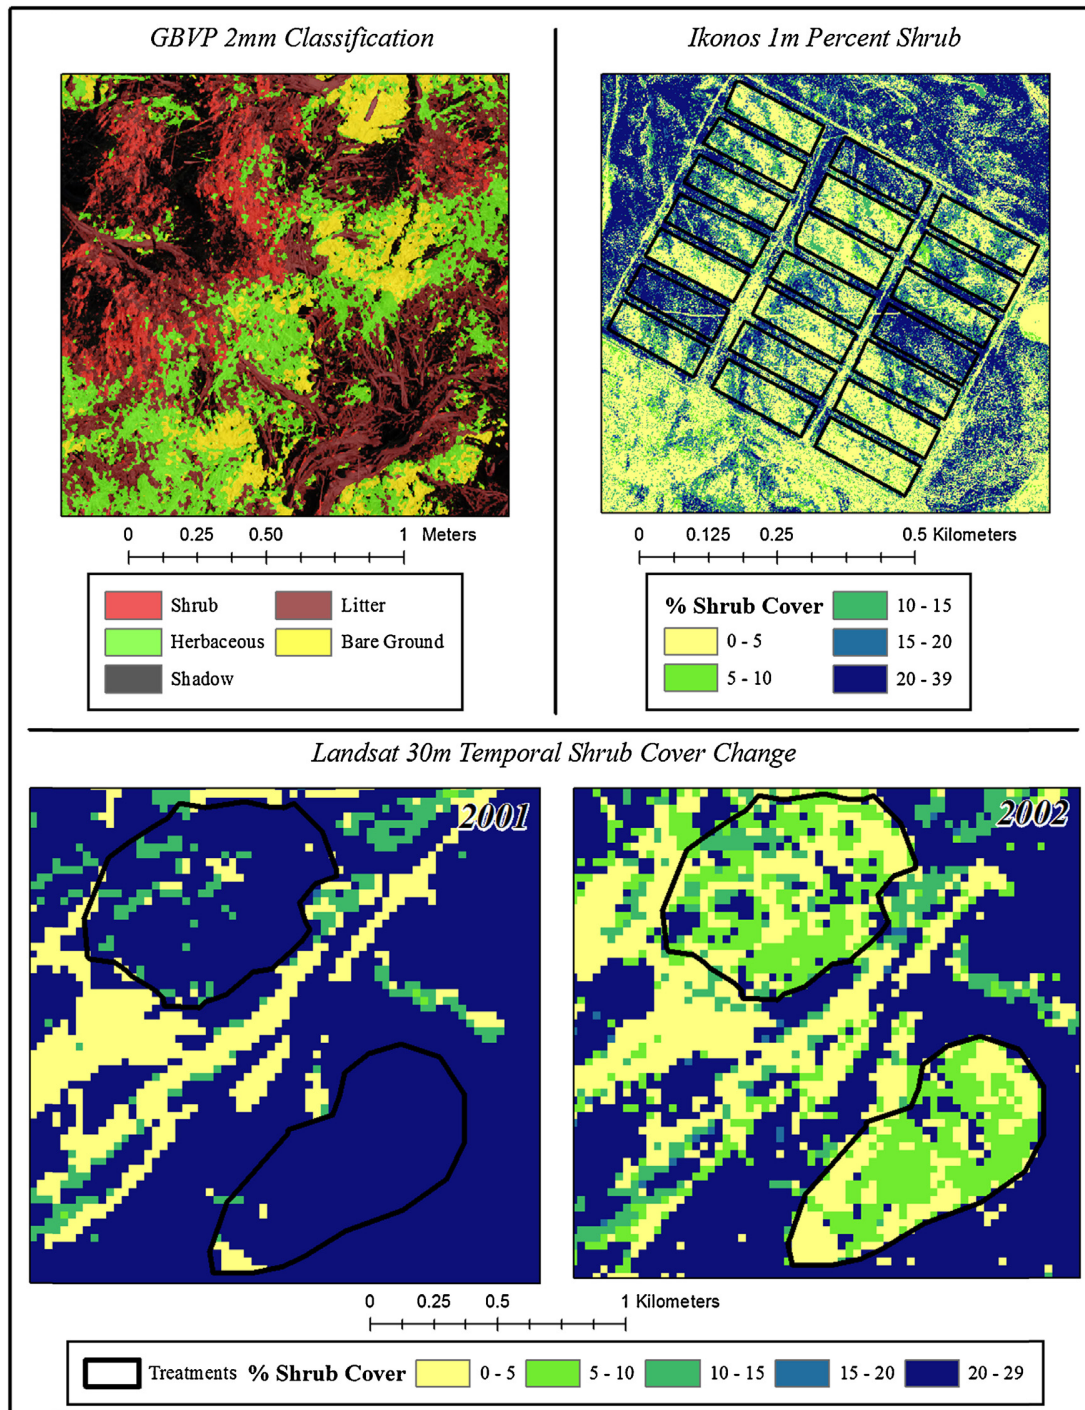 GBVP 2mm Classification
Ikonos 1m Percent Shrub
0 0.25 0.50 1 Meters
0 0.125 0.25 0.5 Kilometers
Shrub
Litter
Herbaceous
Bare Ground
Shadow
% Shrub Cover
10 - 15
0 - 5
15 - 20
5 - 10
20 - 39
Landsat 30m Temporal Shrub Cover Change
2001
2002
0 0.25 0.5 1 Kilometers
Treatments % Shrub Cover 0 - 5 5 - 10 10 - 15 15 - 20 20 - 29